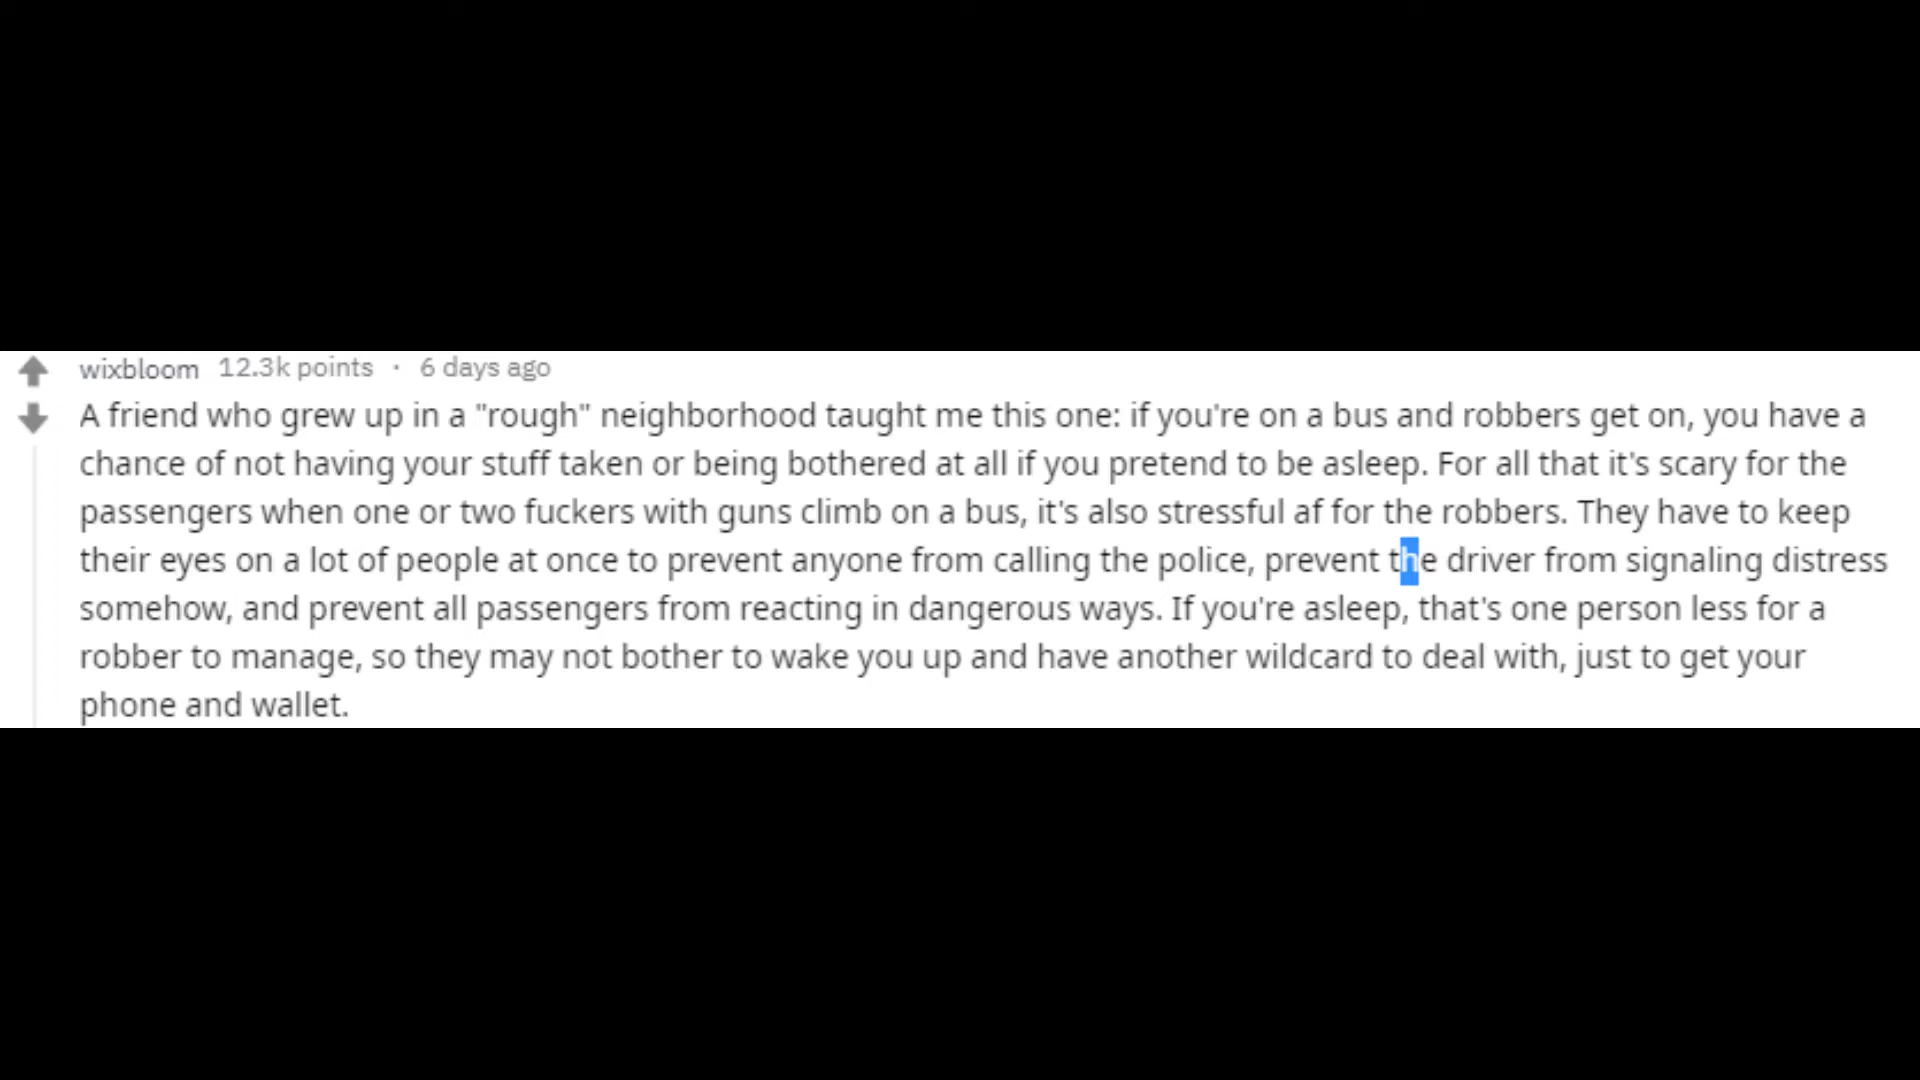 wixbloom 12.3k points · 6 days ago
A friend who grew up in a "rough" neighborhood taught me this one: if you're on a bus and robbers get on, you have a
chance of not having your stuff taken or being bothered at all if you pretend to be asleep. For all that it's scary for the
passengers when one or two fuckers with guns climb on a bus, it's also stressful af for the robbers. They have to keep
their eyes on a lot of people at once to prevent anyone from calling the police, prevent the driver from signaling distress
somehow, and prevent all passengers from reacting in dangerous ways. If you're asleep, that's one person less for a
robber to manage, so they may not bother to wake you up and have another wildcard to deal with, just to get your
phone and wallet.